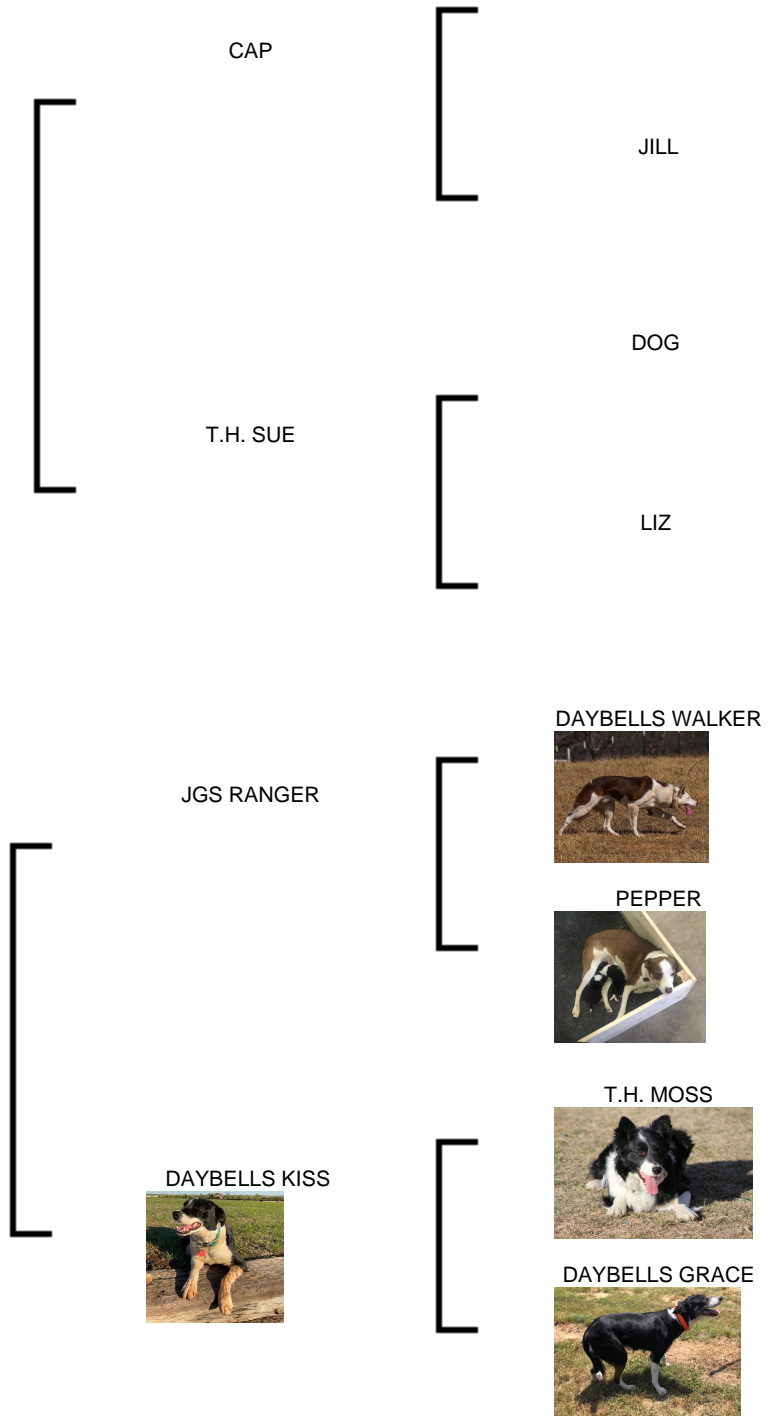 CAP
JILL
DOG
T.H. SUE
LIZ
DAYBELLS WALKER
JGS RANGER
PEPPER
T.H. MOSS
DAYBELLS KISS
DAYBELLS GRACE